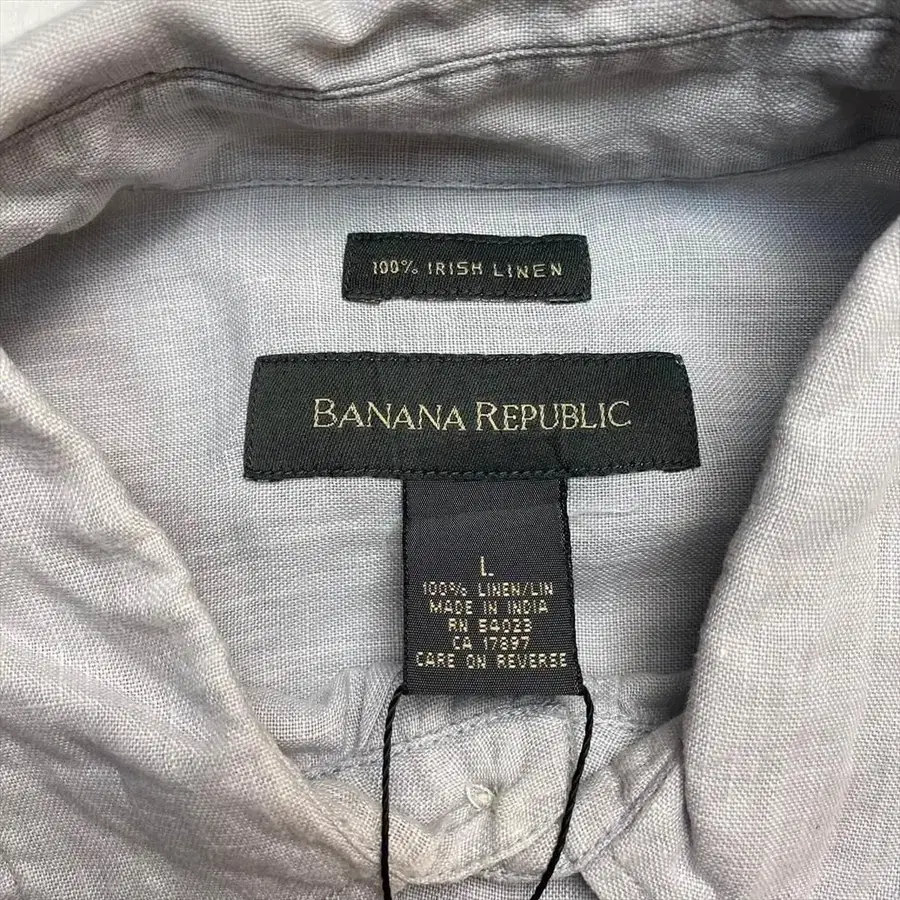 100% IRISH LINEN
BANANA REPUBLIC
L
100% LINEN/LIN
MADE IN INDIA
RN 54023
CA 17897
CARE ON REVERSE